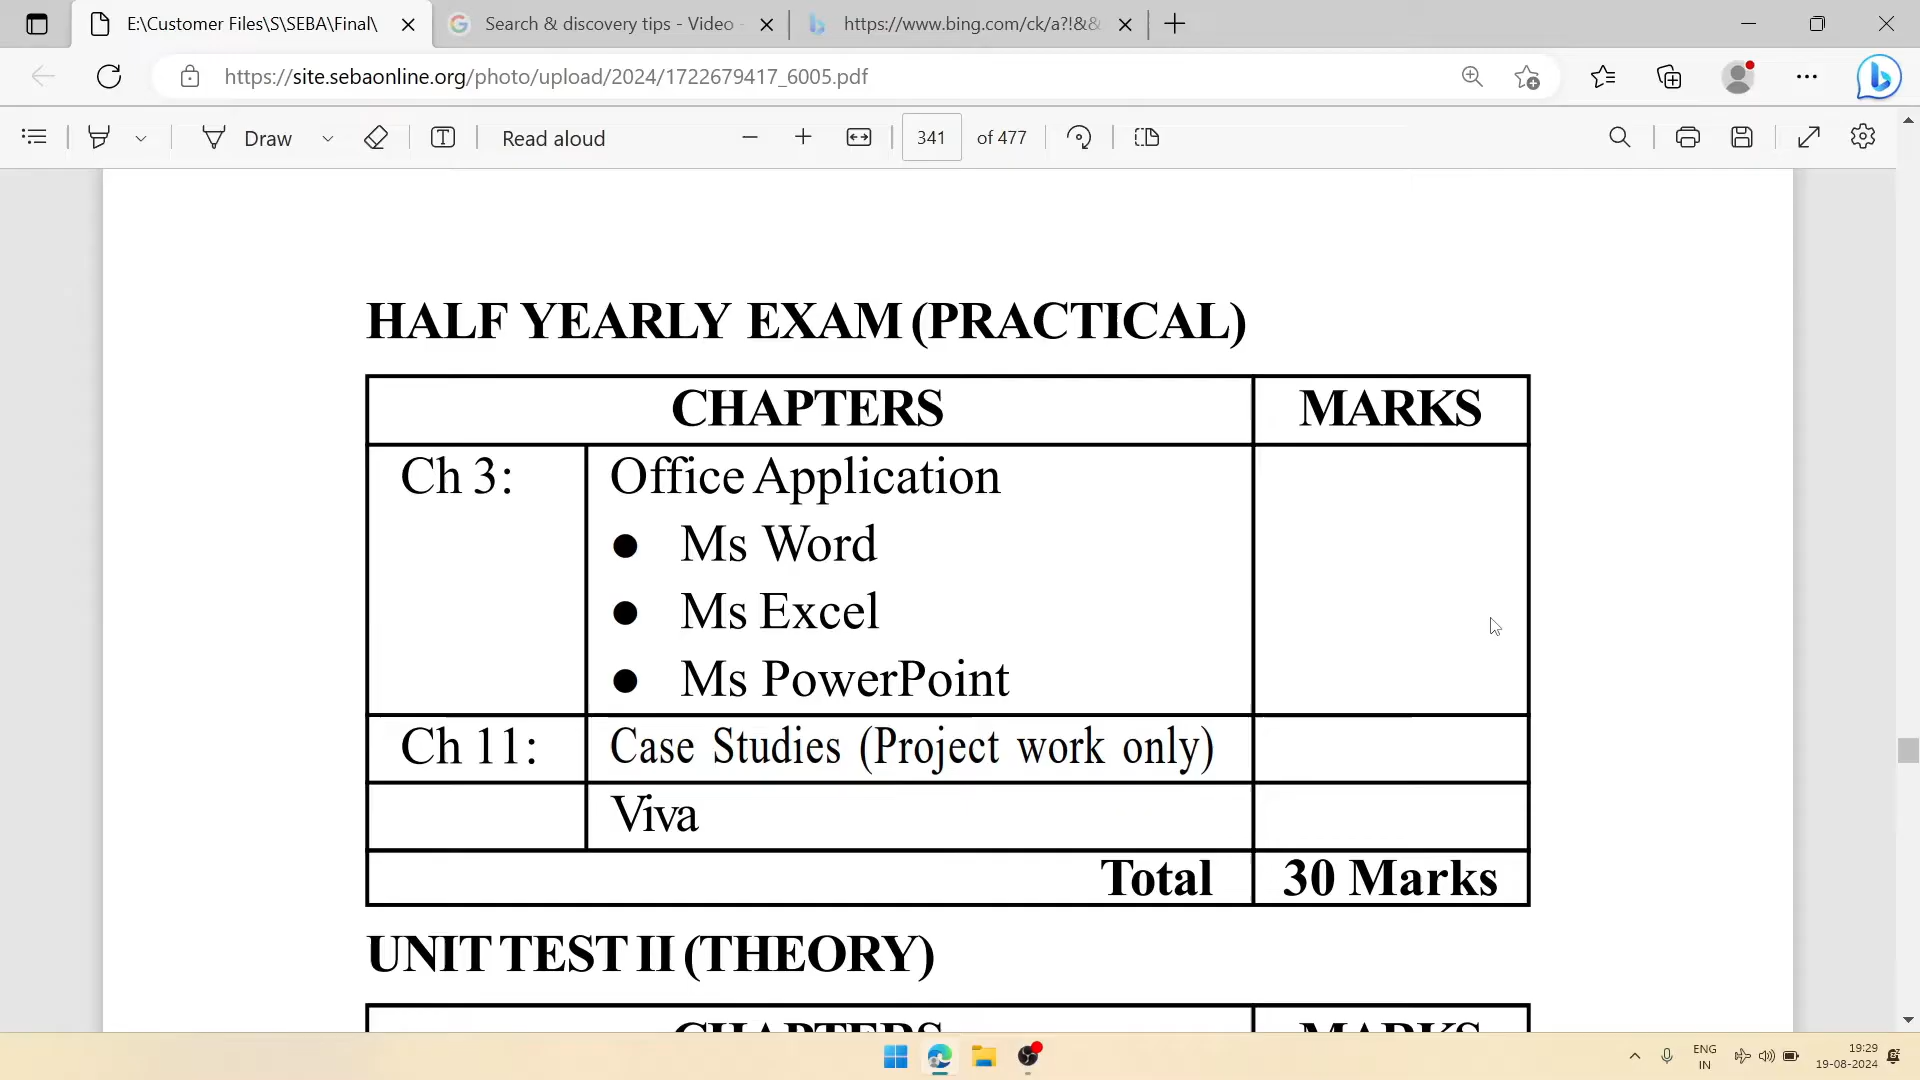 E:\Customer Files\S\SEBA\Final\
Search & discovery tips - Video -
https://www.bing.com/ck/a?!&&
https://site.sebaonline.org/photo/upload/2024/1722679417_6005.pdf
Draw
Read aloud
341 of 477
HALF YEARLY EXAM (PRACTICAL)
CHAPTERS MARKS
Ch 3: Office Application
● Ms Word
● Ms Excel
● Ms PowerPoint
Ch 11: Case Studies (Project work only)
Viva
Total 30 Marks
UNIT TEST II (THEORY)
CHAPTERS MARKS
ENG
IN
19:29
19-08-2024